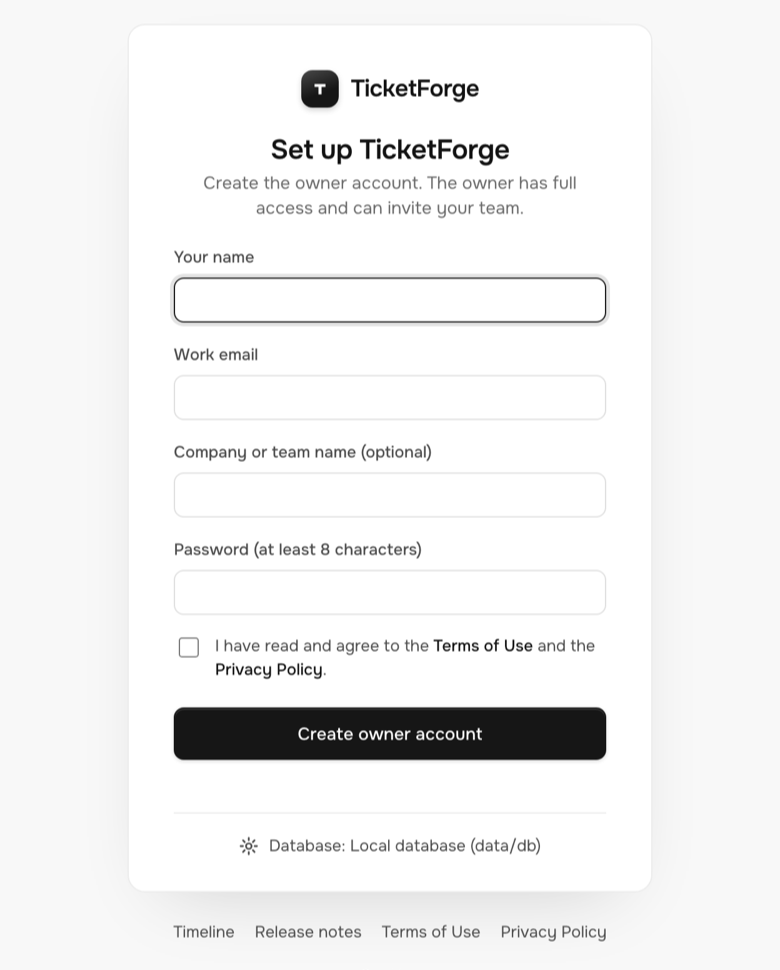 T TicketForge
Set up TicketForge
Create the owner account. The owner has full
access and can invite your team.
Your name
Work email
Company or team name (optional)
Password (at least 8 characters)
I have read and agree to the Terms of Use and the
Privacy Policy.
Create owner account
Database: Local database (data/db)
Timeline Release notes Terms of Use Privacy Policy